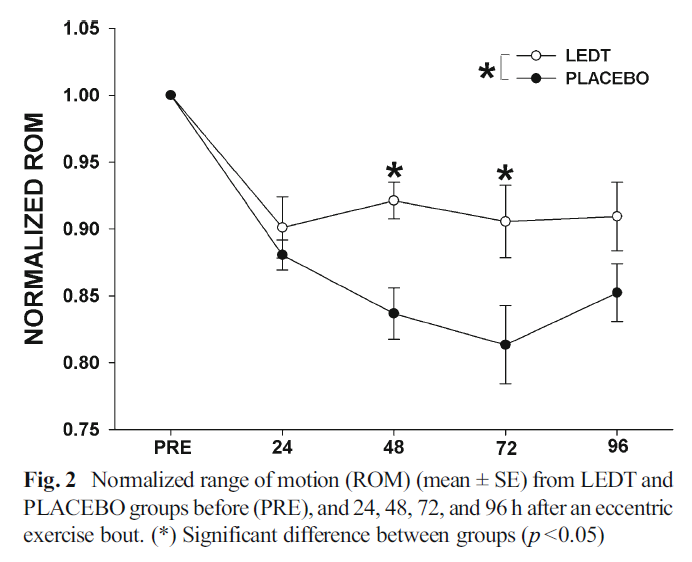 1.05
1.00
0.95
0.90
0.85
0.80
0.75
NORMALIZED ROM
* LEDT
PLACEBO
* *
PRE 24 48 72 96
Fig. 2 Normalized range of motion (ROM) (mean ± SE) from LEDT and
PLACEBO groups before (PRE), and 24, 48, 72, and 96 h after an eccentric
exercise bout. (*) Significant difference between groups (p <0.05)